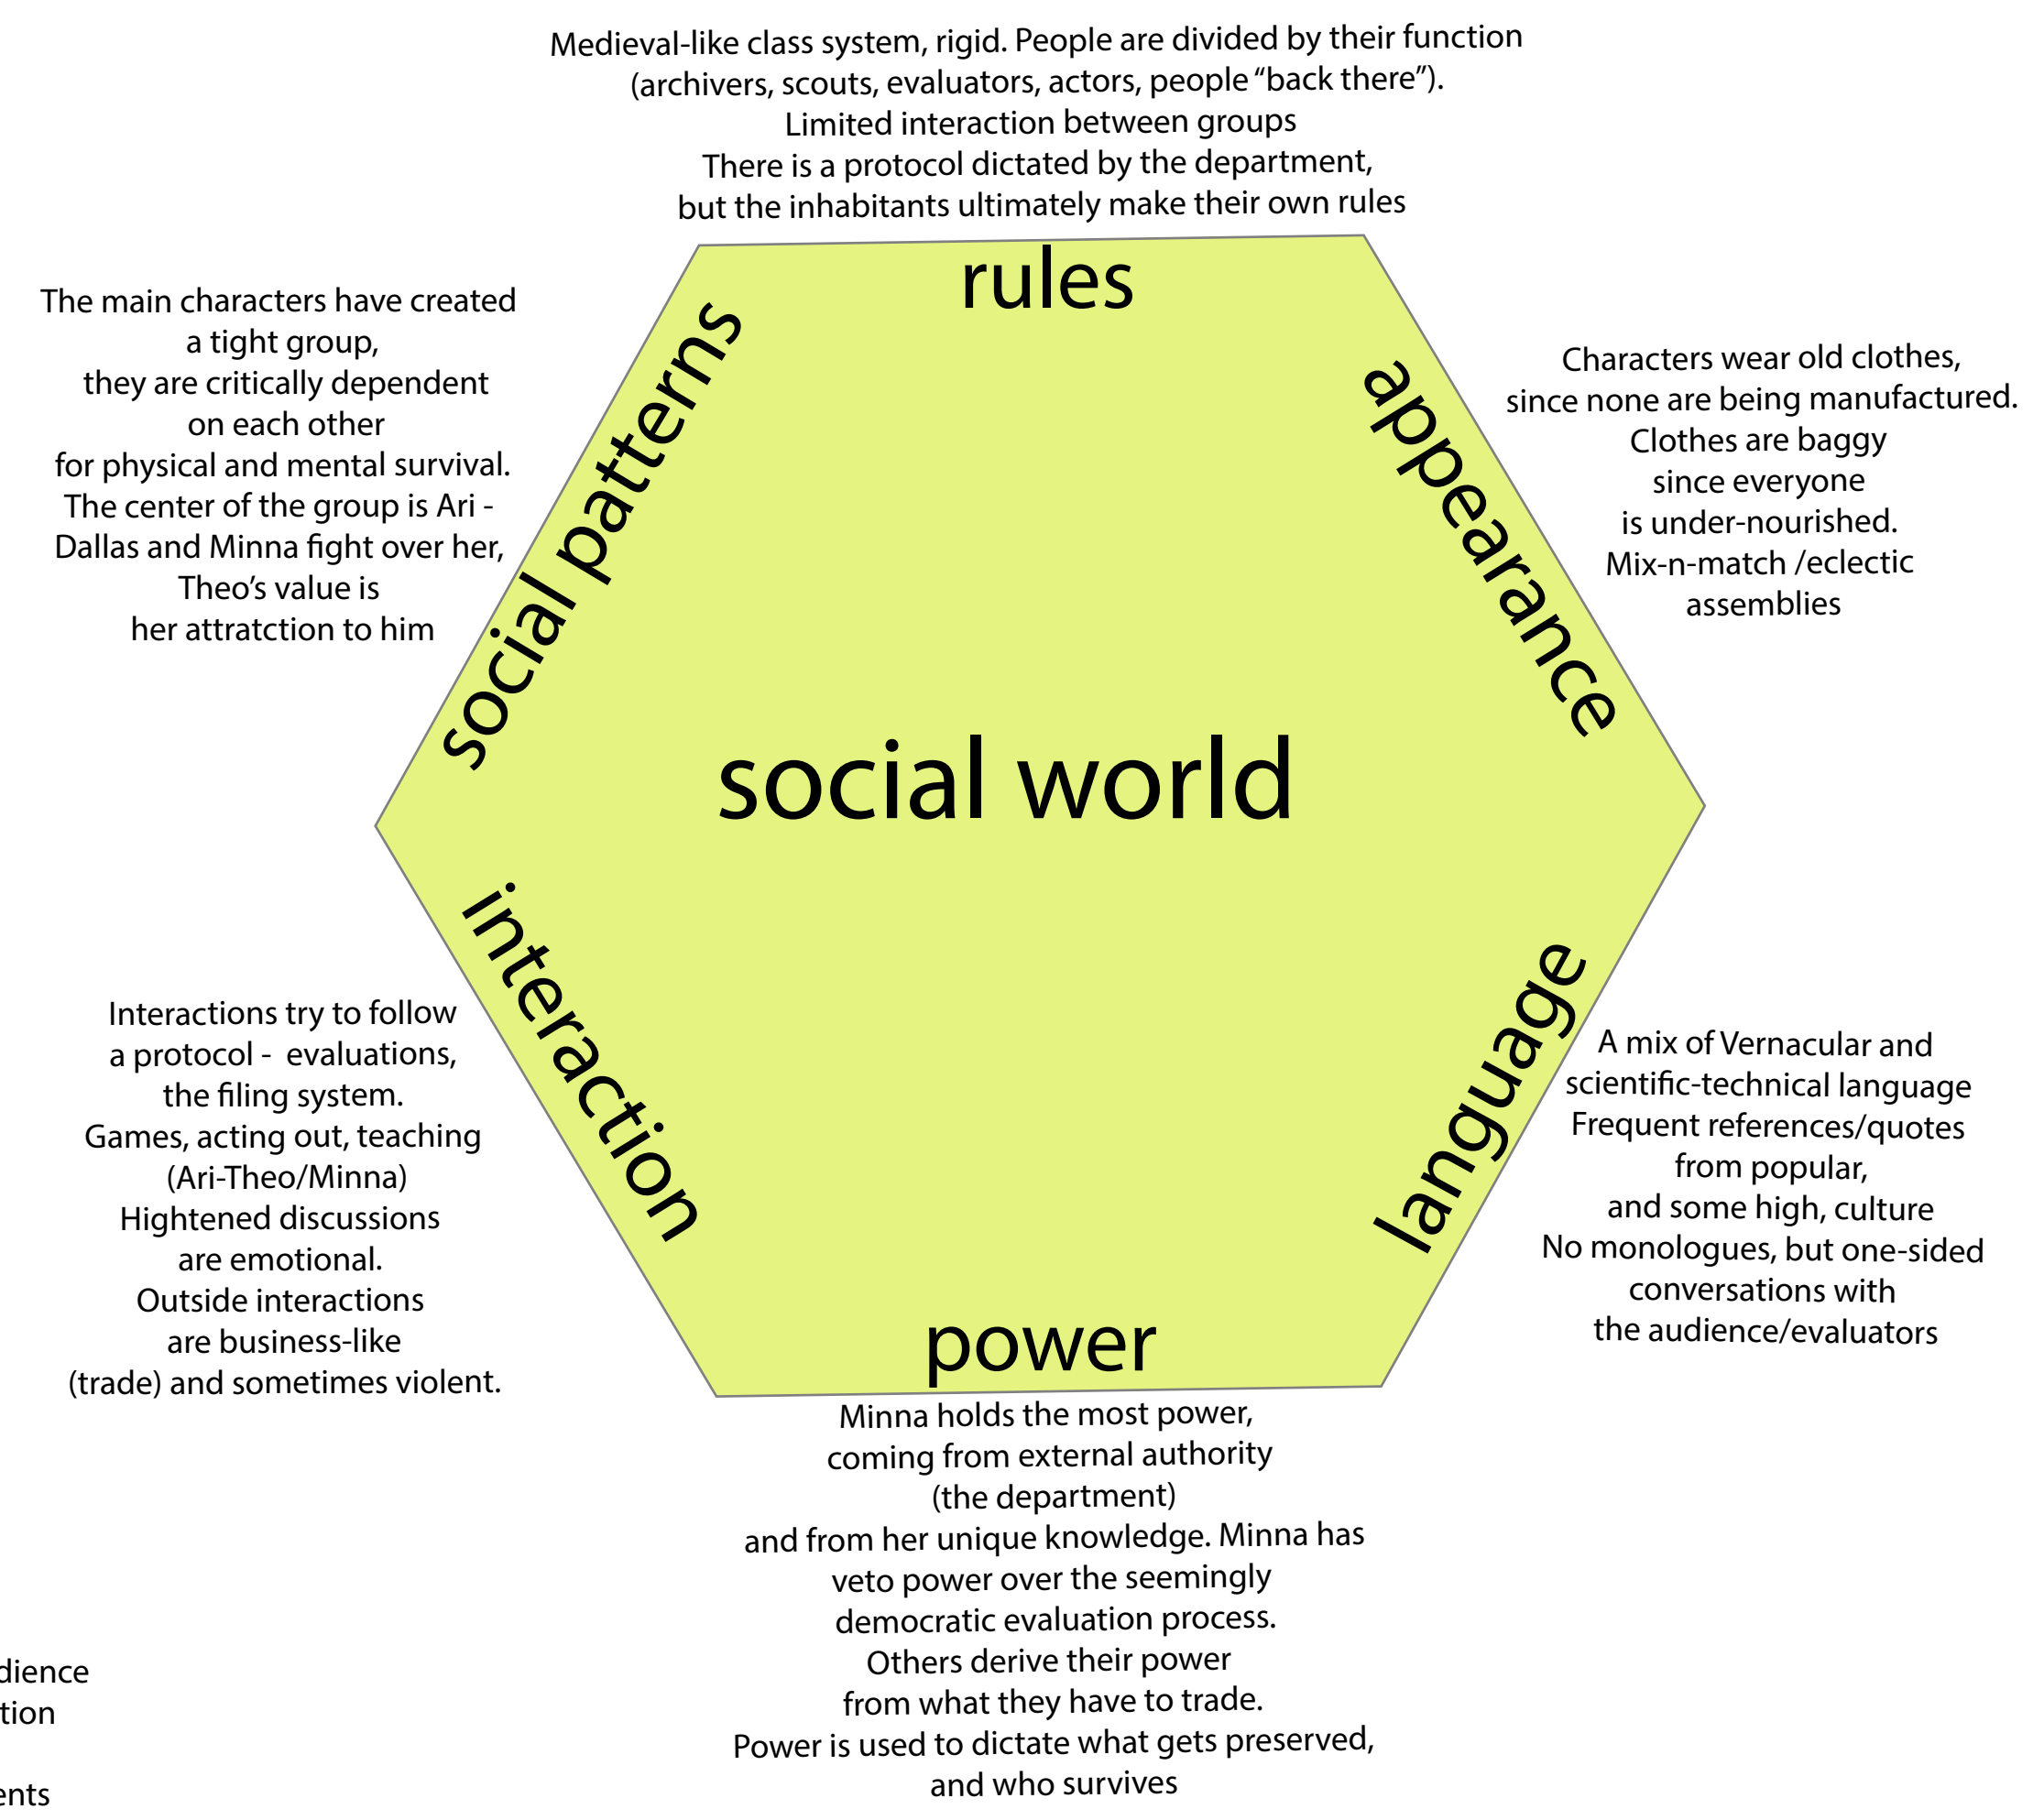 Medieval-like class system, rigid. People are divided by their function
(archivers, scouts, evaluators, actors, people “back there”).
Limited interaction between groups
There is a protocol dictated by the department,
but the inhabitants ultimately make their own rules
rules
The main characters have created
a tight group,
they are critically dependent
on each other
for physical and mental survival.
The center of the group is Ari -
Dallas and Minna fight over her,
Theo’s value is
her attratction to him
social patterns
appearance
Characters wear old clothes,
since none are being manufactured.
Clothes are baggy
since everyone
is under-nourished.
Mix-n-match /eclectic
assemblies
social world
interaction
Interactions try to follow
a protocol -  evaluations,
the filing system.
Games, acting out, teaching
(Ari-Theo/Minna)
Hightened discussions
are emotional.
Outside interactions
are business-like
(trade) and sometimes violent.
language
A mix of Vernacular and
scientific-technical language
Frequent references/quotes
from popular,
and some high, culture
No monologues, but one-sided
conversations with
the audience/evaluators
power
Minna holds the most power,
coming from external authority
(the department)
and from her unique knowledge. Minna has
veto power over the seemingly
democratic evaluation process.
Others derive their power
from what they have to trade.
Power is used to dictate what gets preserved,
and who survives
dience
tion
ents